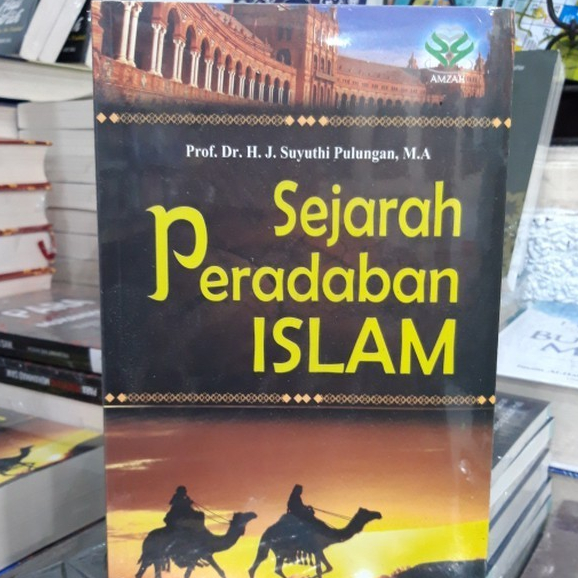 AMZAH
Prof. Dr. H. J. Suyuthi Pulungan, M.A
Sejarah
Peradaban
ISLAM